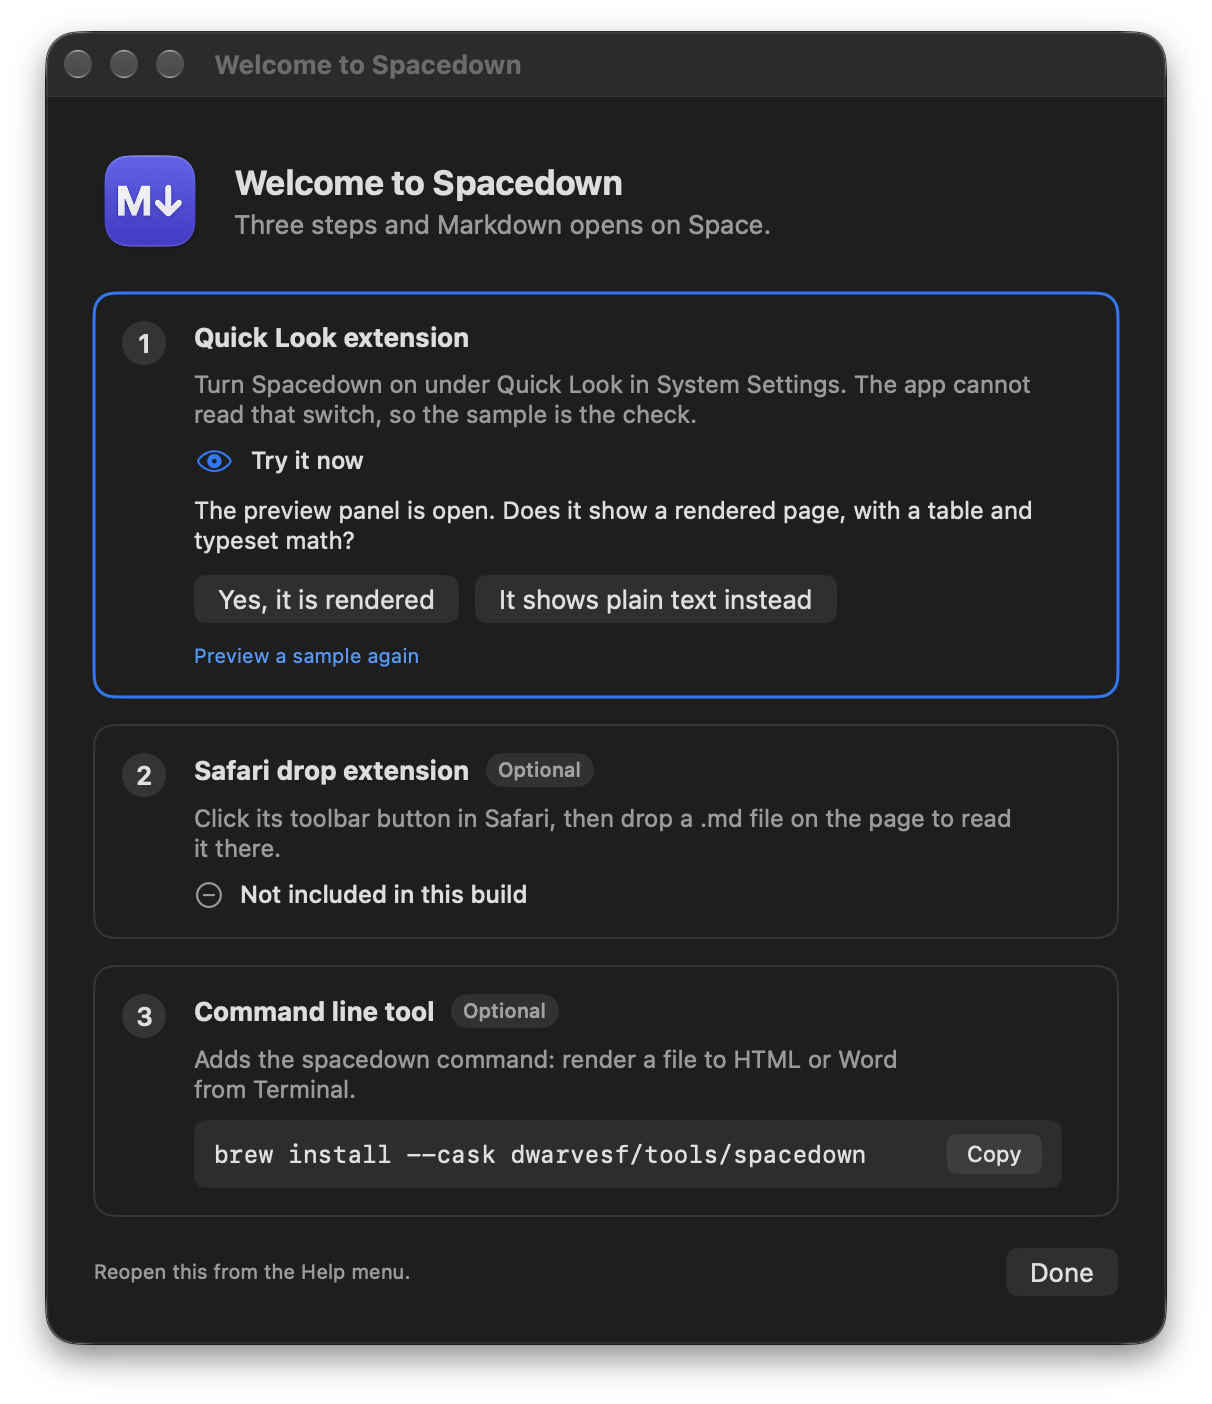 Welcome to Spacedown
M↓
Welcome to Spacedown
Three steps and Markdown opens on Space.
1
Quick Look extension
Turn Spacedown on under Quick Look in System Settings. The app cannot
read that switch, so the sample is the check.
Try it now
The preview panel is open. Does it show a rendered page, with a table and
typeset math?
Yes, it is rendered
It shows plain text instead
Preview a sample again
2
Safari drop extension
Optional
Click its toolbar button in Safari, then drop a .md file on the page to read
it there.
Not included in this build
3
Command line tool
Optional
Adds the spacedown command: render a file to HTML or Word
from Terminal.
brew install --cask dwarvesf/tools/spacedown
Copy
Reopen this from the Help menu.
Done